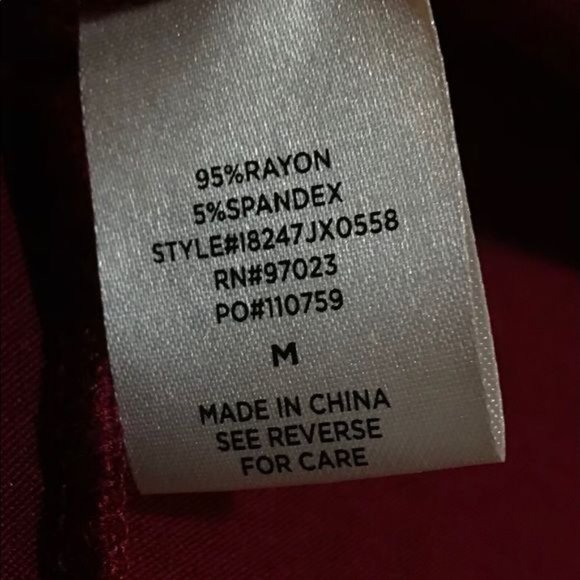 95%RAYON
5%SPANDEX
STYLE#I8247JX0558
RN#97023
PO#110759
M
MADE IN CHINA
SEE REVERSE
FOR CARE